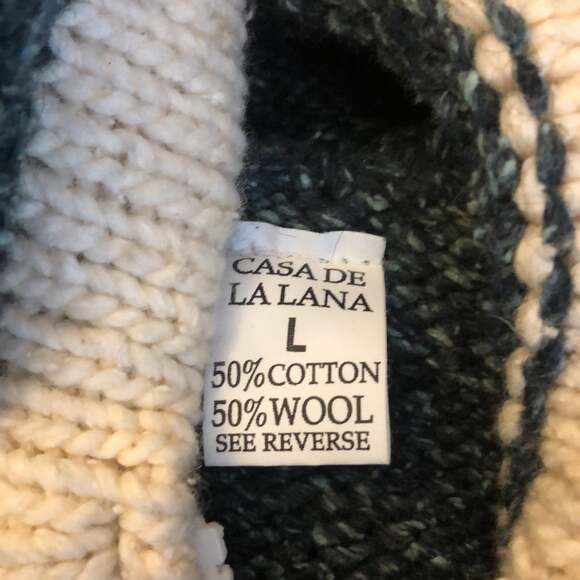 CASA DE
LA LANA
L
50% COTTON
50% WOOL
SEE REVERSE